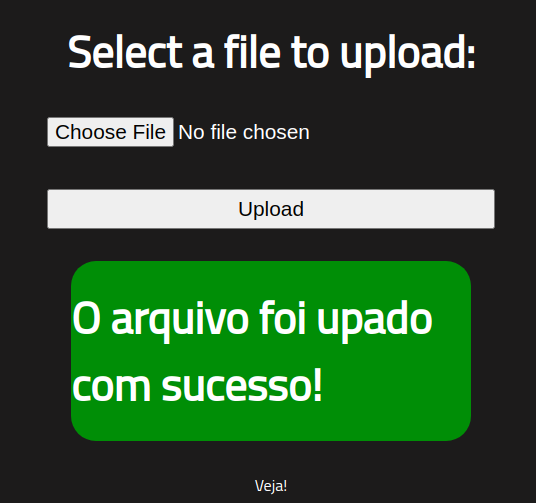 Select a file to upload:
Choose File No file chosen
Upload
O arquivo foi upado
com sucesso!
Veja!